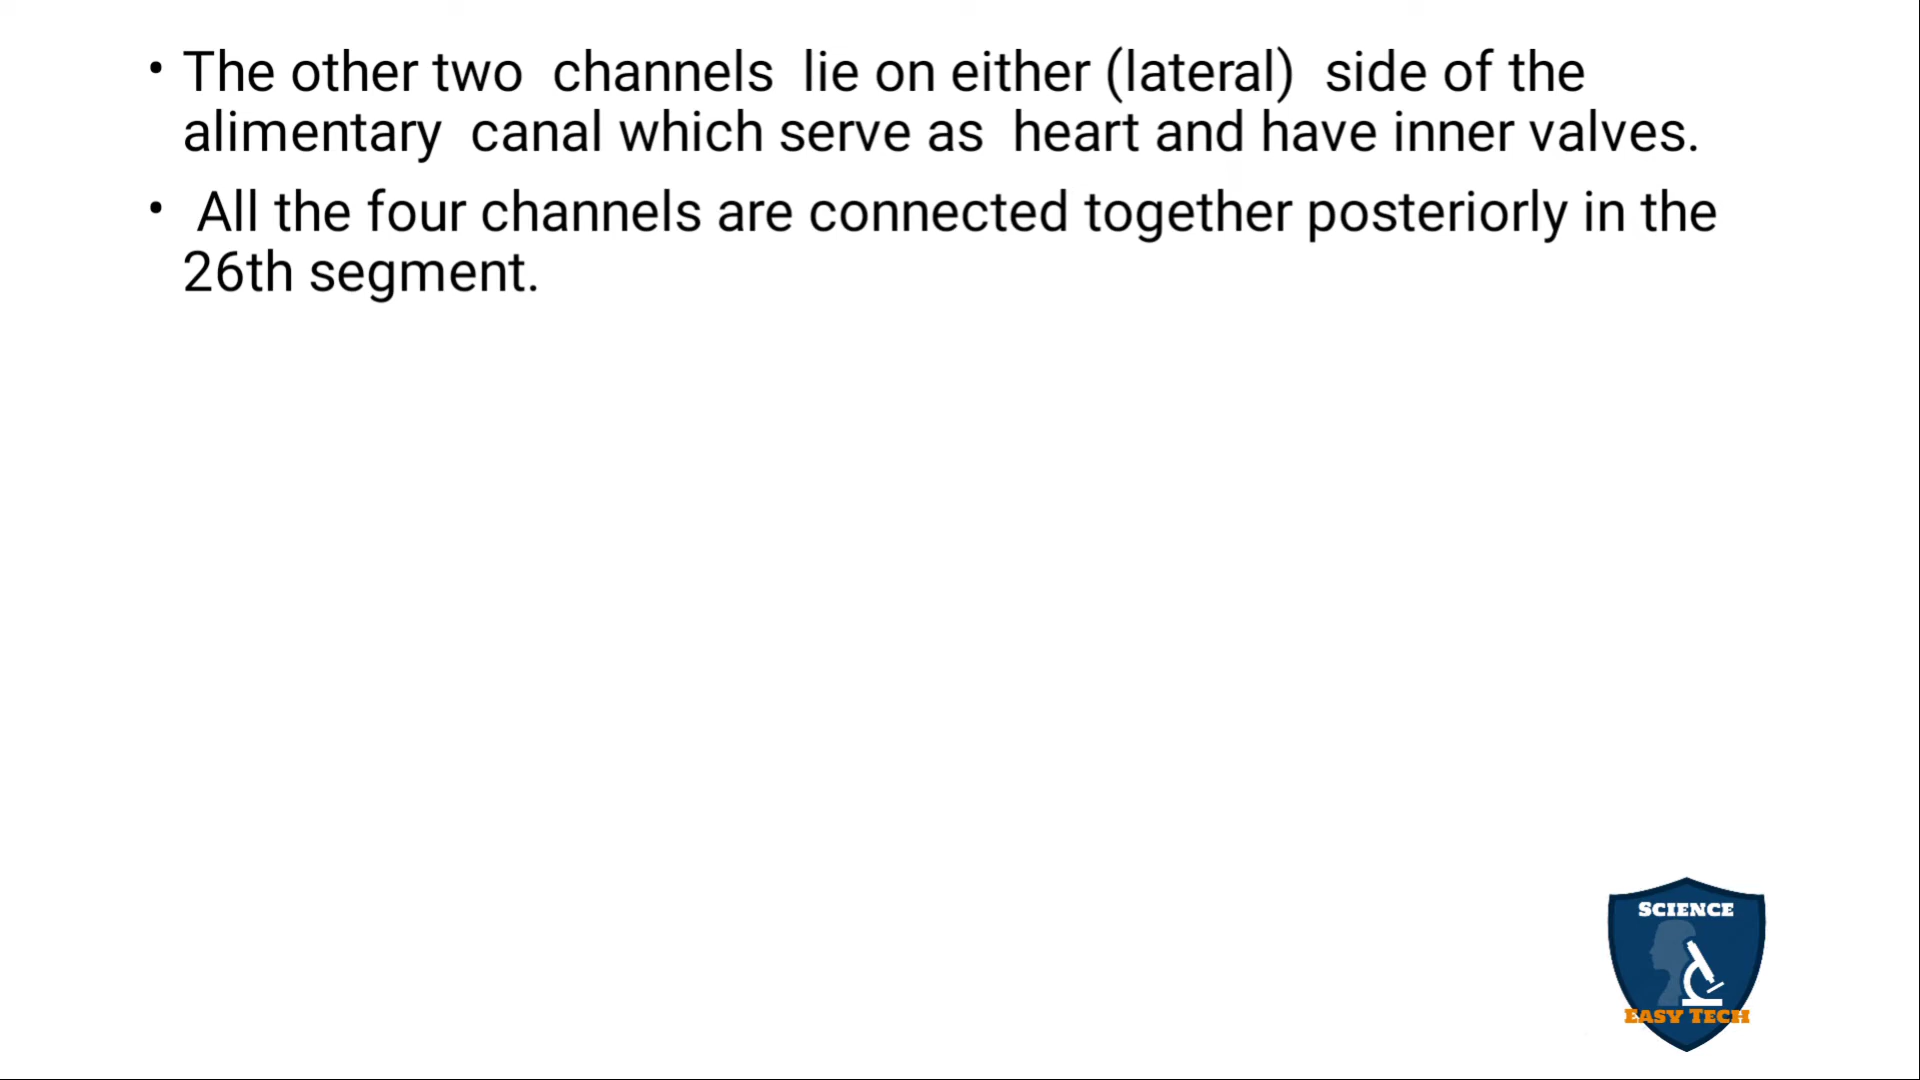 • The other two channels lie on either (lateral) side of the
alimentary canal which serve as heart and have inner valves.
• All the four channels are connected together posteriorly in the
26th segment.
SCIENCE
EASY TECH